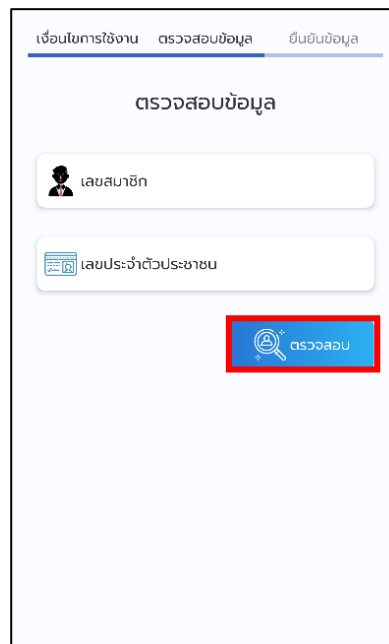 เงื่อนไขการใช้งาน ตรวจสอบข้อมูล ยืนยันข้อมูล
ตรวจสอบข้อมูล
เลขสมาชิก
เลขประจำตัวประชาชน
ตรวจสอบ